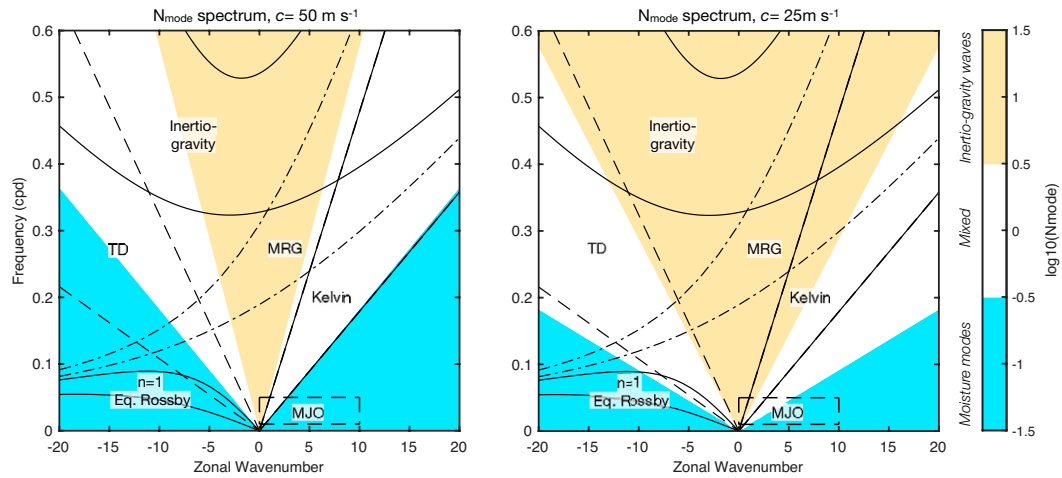 N_mode spectrum, c= 50 m s⁻¹
0.6
0.5
0.4
0.3
0.2
0.1
0
Frequency (cpd)
Inertio-
gravity
TD
MRG
Kelvin
n=1
Eq. Rossby
MJO
-20 -15 -10 -5 0 5 10 15 20
Zonal Wavenumber
N_mode spectrum, c= 25m s⁻¹
0.6
0.5
0.4
0.3
0.2
0.1
0
Inertio-
gravity
TD
MRG
Kelvin
n=1
Eq. Rossby
MJO
-20 -15 -10 -5 0 5 10 15 20
Zonal Wavenumber
Inertio-gravity waves
Mixed
Moisture modes
1.5
1
0.5
0
-0.5
-1
-1.5
log10(Nmode)